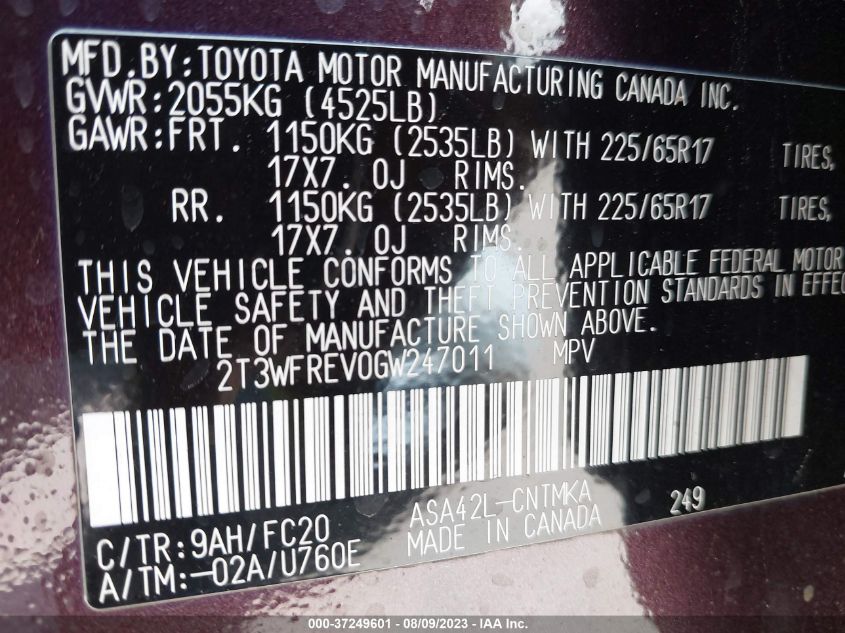 MFD.BY:TOYOTA MOTOR MANUFACTURING CANADA INC.
GVWR:2055KG (4525LB)
GAWR:FRT. 1150KG (2535LB) WITH 225/65R17 TIRES,
17X7.0J RIMS.
RR. 1150KG (2535LB) WITH 225/65R17 TIRES,
17X7.0J RIMS.
THIS VEHICLE CONFORMS TO ALL APPLICABLE FEDERAL MOTOR
VEHICLE SAFETY AND THEFT PREVENTION STANDARDS IN EFFEC
THE DATE OF MANUFACTURE SHOWN ABOVE.
2T3WFREV0GW247011 MPV
ASA42L-CNTMKA 249
C/TR:9AH/FC20 MADE IN CANADA
A/TM:-02A/U760E
000-37249601 - 08/09/2023 - IAA Inc.